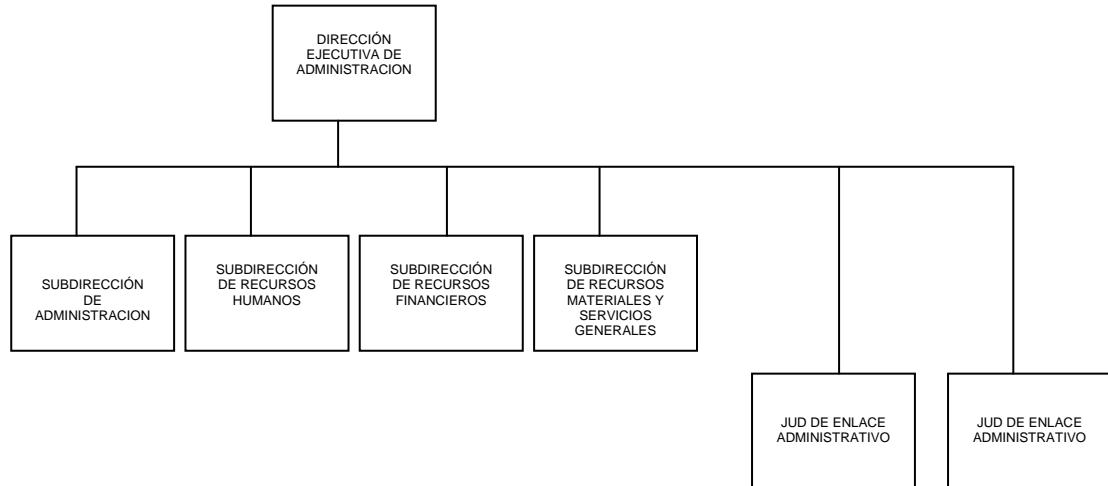 DIRECCIÓN
EJECUTIVA DE
ADMINISTRACION
SUBDIRECCIÓN
DE
ADMINISTRACION
SUBDIRECCIÓN
DE RECURSOS
HUMANOS
SUBDIRECCIÓN
DE RECURSOS
FINANCIEROS
SUBDIRECCIÓN
DE RECURSOS
MATERIALES Y
SERVICIOS
GENERALES
JUD DE ENLACE
ADMINISTRATIVO
JUD DE ENLACE
ADMINISTRATIVO